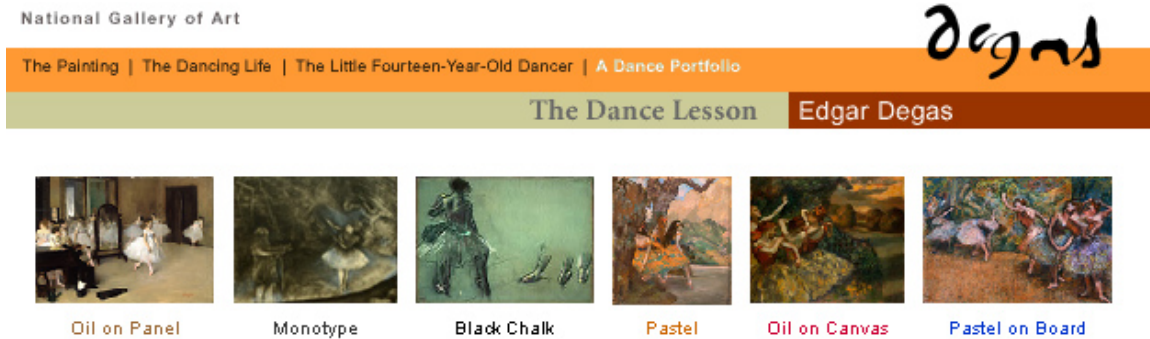 National Gallery of Art
degas
The Painting | The Dancing Life | The Little Fourteen-Year-Old Dancer | A Dance Portfolio
The Dance Lesson Edgar Degas
Oil on Panel Monotype Black Chalk Pastel Oil on Canvas Pastel on Board